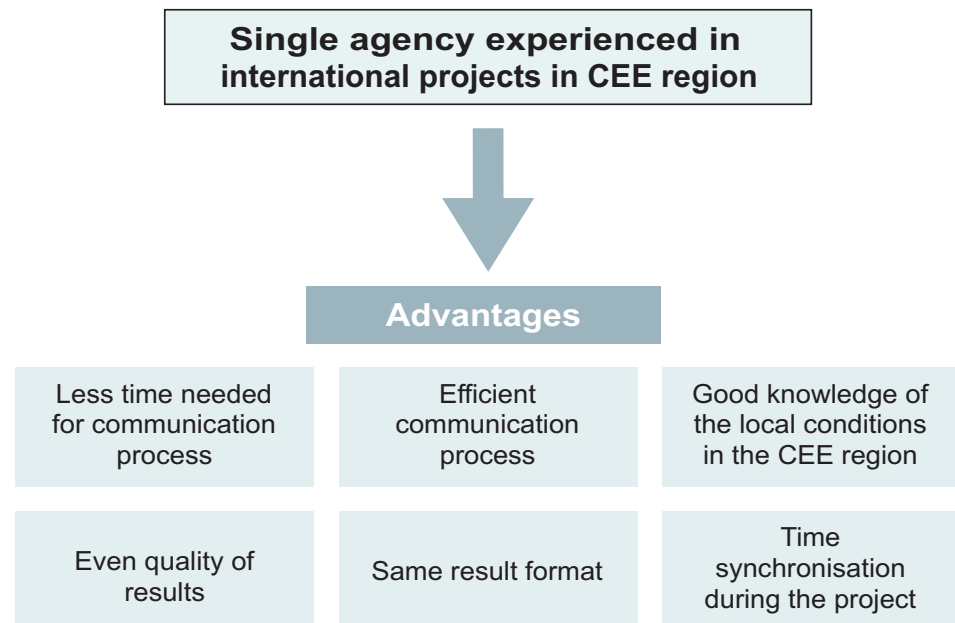 Single agency experienced in
international projects in CEE region
Advantages
Less time needed
for communication
process
Efficient
communication
process
Good knowledge of
the local conditions
in the CEE region
Even quality of
results
Same result format
Time
synchronisation
during the project